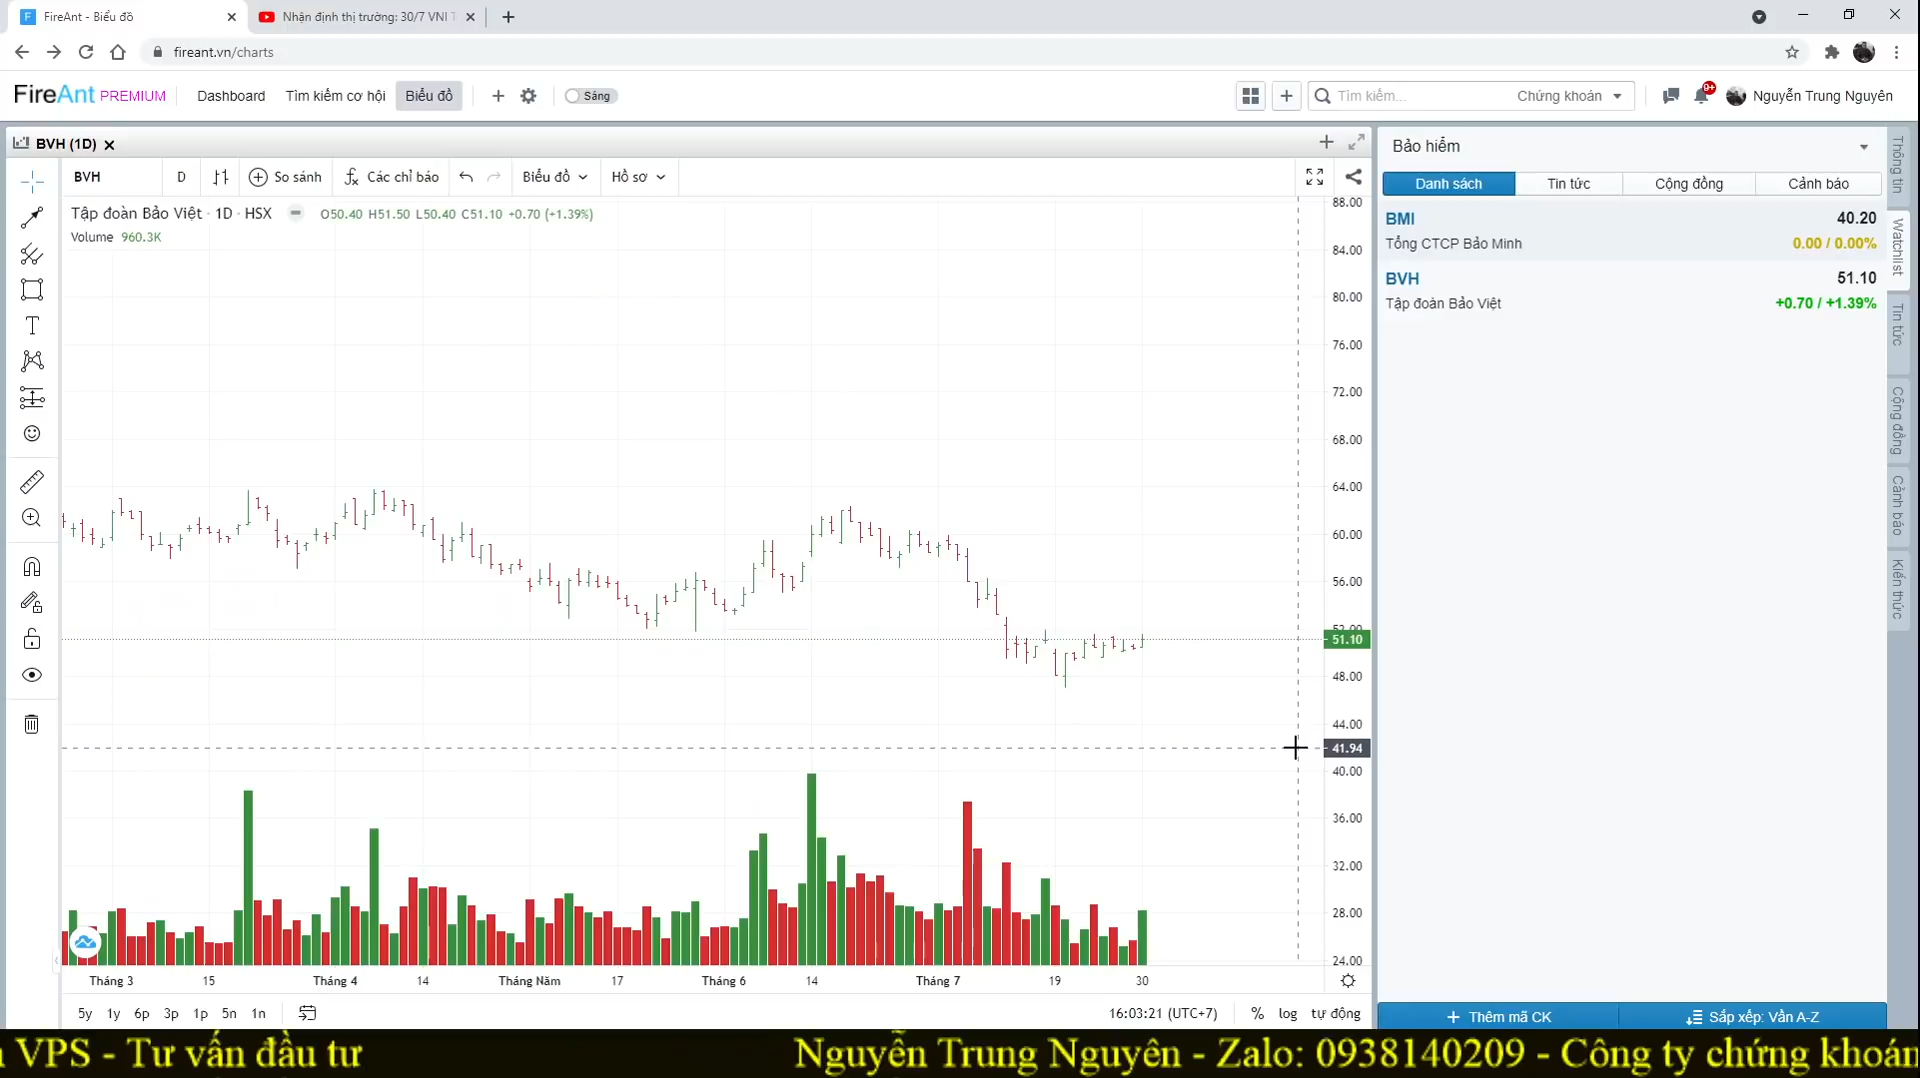 FireAnt - Biểu đồ
Nhận định thị trường: 30/7 VNI T
fireant.vn/charts
FireAnt PREMIUM
Dashboard
Tìm kiếm cơ hội
Biểu đồ
Sáng
Tìm kiếm...
Chứng khoán
9+
Nguyễn Trung Nguyên
BVH (1D)
BVH
D
So sánh
Các chỉ báo
Biểu đồ
Hồ sơ
Tập đoàn Bảo Việt · 1D · HSX
O50.40 H51.50 L50.40 C51.10 +0.70 (+1.39%)
Volume 960.3K
88.00
84.00
80.00
76.00
72.00
68.00
64.00
60.00
56.00
52.00
51.10
48.00
44.00
41.94
40.00
36.00
32.00
28.00
24.00
Tháng 3
15
Tháng 4
14
Tháng Năm
17
Tháng 6
14
Tháng 7
19
30
5y
1y
6p
3p
1p
5n
1n
16:03:21 (UTC+7)
%
log
tự động
Bảo hiểm
Danh sách
Tin tức
Cộng đồng
Cảnh báo
BMI
40.20
Tổng CTCP Bảo Minh
0.00 / 0.00%
BVH
51.10
Tập đoàn Bảo Việt
+0.70 / +1.39%
Thêm mã CK
Sắp xếp: Vần A-Z
Thông tin
Watchlist
Tin tức
Cộng đồng
Cảnh báo
Kiến thức
VPS - Tư vấn đầu tư
Nguyễn Trung Nguyên - Zalo: 0938140209 - Công ty chứng khoán